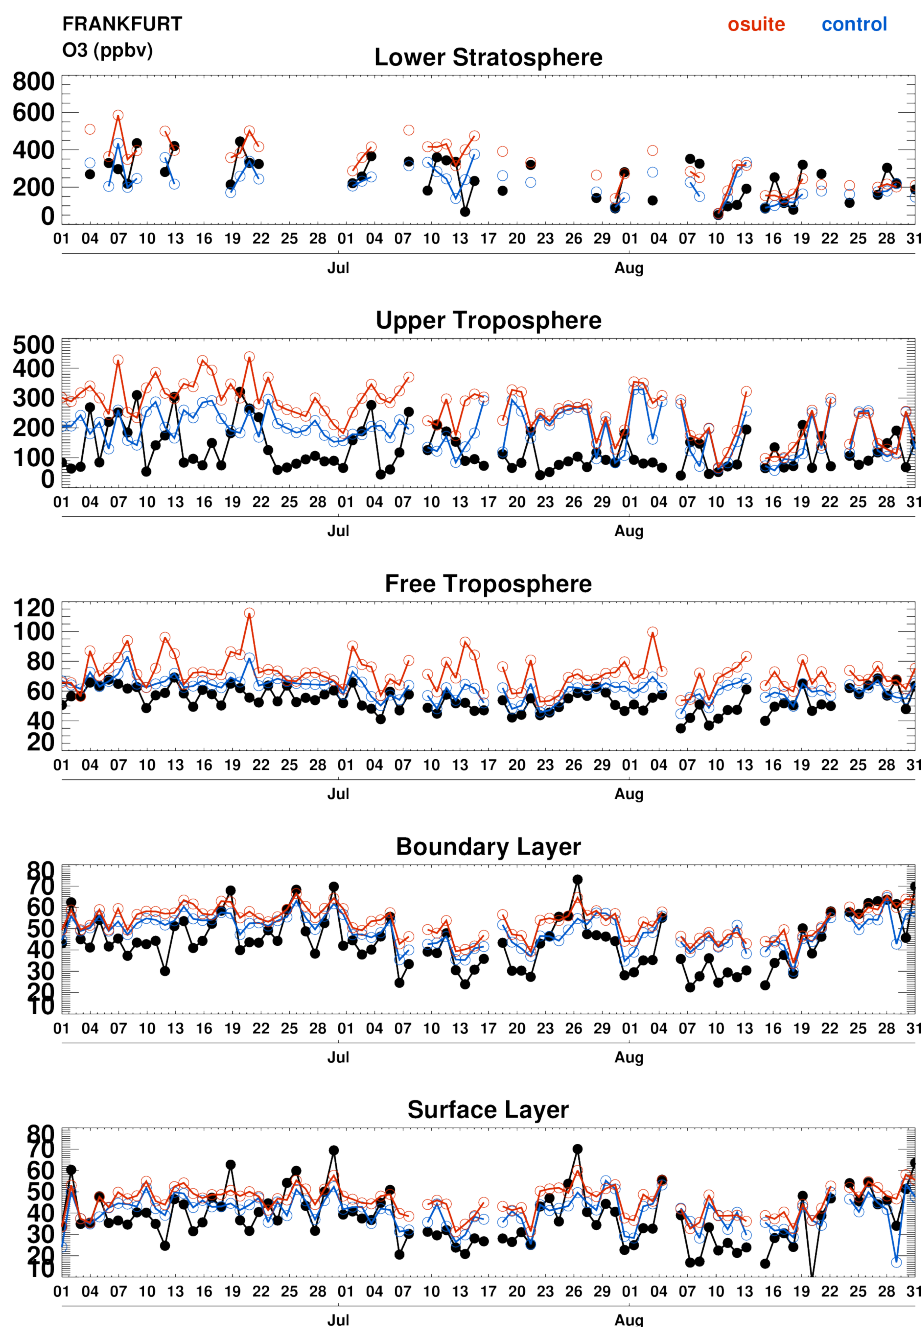 FRANKFURT
osuite control
O3 (ppbv)
Lower Stratosphere
800
600
400
200
0
01 04 07 10 13 16 19 22 25 28 01 04 07 10 13 16 19 22 25 28 01 04 07 10 13 16 19 22 25 28 31
Jul Aug
Upper Troposphere
500
400
300
200
100
0
01 04 07 10 13 16 19 22 25 28 01 04 07 10 14 17 20 23 26 29 01 04 07 10 13 16 19 22 25 28 31
Jul Aug
Free Troposphere
120
100
80
60
40
20
01 04 07 10 13 16 19 22 25 28 01 04 07 10 13 17 20 23 26 29 01 04 07 10 13 16 19 22 25 28 31
Jul Aug
Boundary Layer
80
70
60
50
40
30
20
10
01 04 07 10 13 16 19 22 25 28 01 04 07 10 13 17 20 23 26 29 01 04 07 10 13 16 19 22 25 28 31
Jul Aug
Surface Layer
80
70
60
50
40
30
20
10
01 04 07 10 13 16 19 22 25 28 01 04 07 10 13 17 20 23 26 29 01 04 07 10 13 16 19 22 25 28 31
Jul Aug